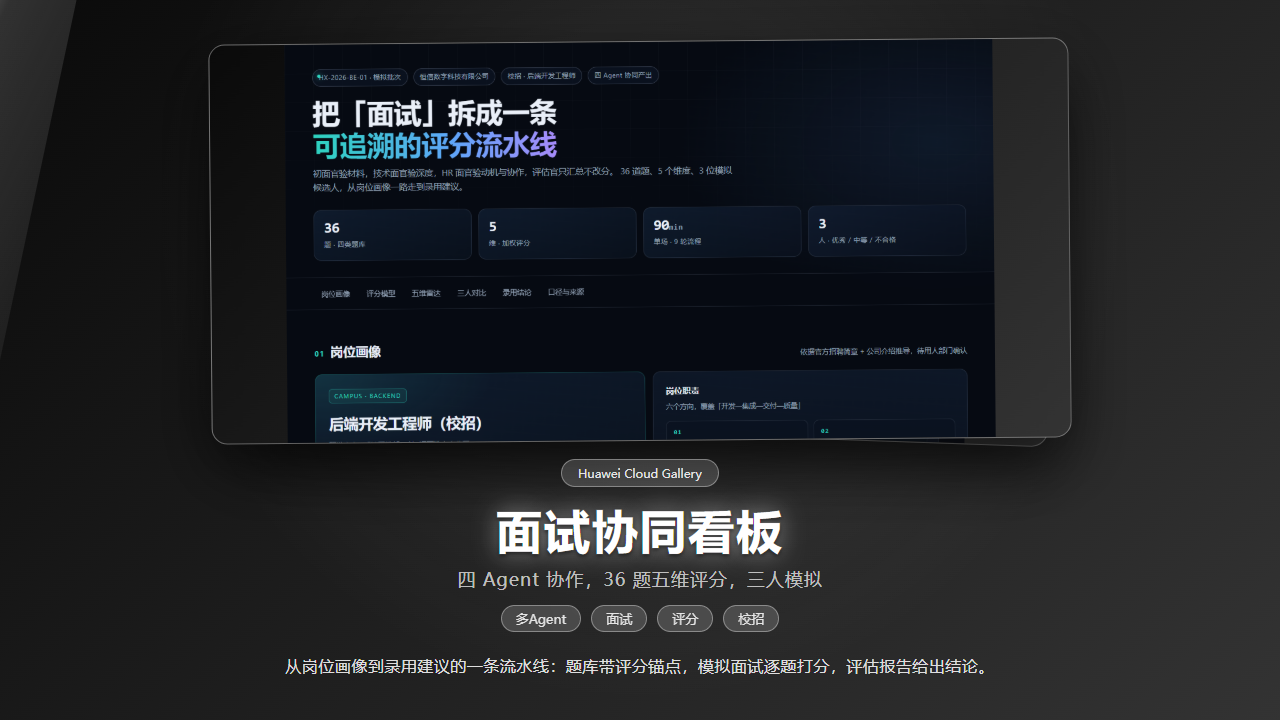 HX-2026-BE-01 · 模拟批次
恒信数字科技有限公司
校招 · 后端开发工程师
四 Agent 协同产出
把「面试」拆成一条
可追溯的评分流水线
初面官验材料，技术面官验深度，HR 面官验动机与协作，评估官只汇总不改分。 36 道题、5 个维度、3 位模拟
候选人，从岗位画像一路走到录用建议。
36
题 · 四类题库
5
维 · 加权评分
90min
单场 · 9 轮流程
3
人 · 优秀 / 中等 / 不合格
岗位画像
评分模型
五维雷达
三人对比
录用结论
口径与来源
01 岗位画像
依据官方招聘简章 + 公司介绍推导，待用人部门确认
CAMPUS · BACKEND
后端开发工程师（校招）
岗位职责
六个方向，覆盖「开发—集成—交付—质量」
01
02
Huawei Cloud Gallery
面试协同看板
四 Agent 协作，36 题五维评分，三人模拟
多Agent
面试
评分
校招
从岗位画像到录用建议的一条流水线：题库带评分锚点，模拟面试逐题打分，评估报告给出结论。